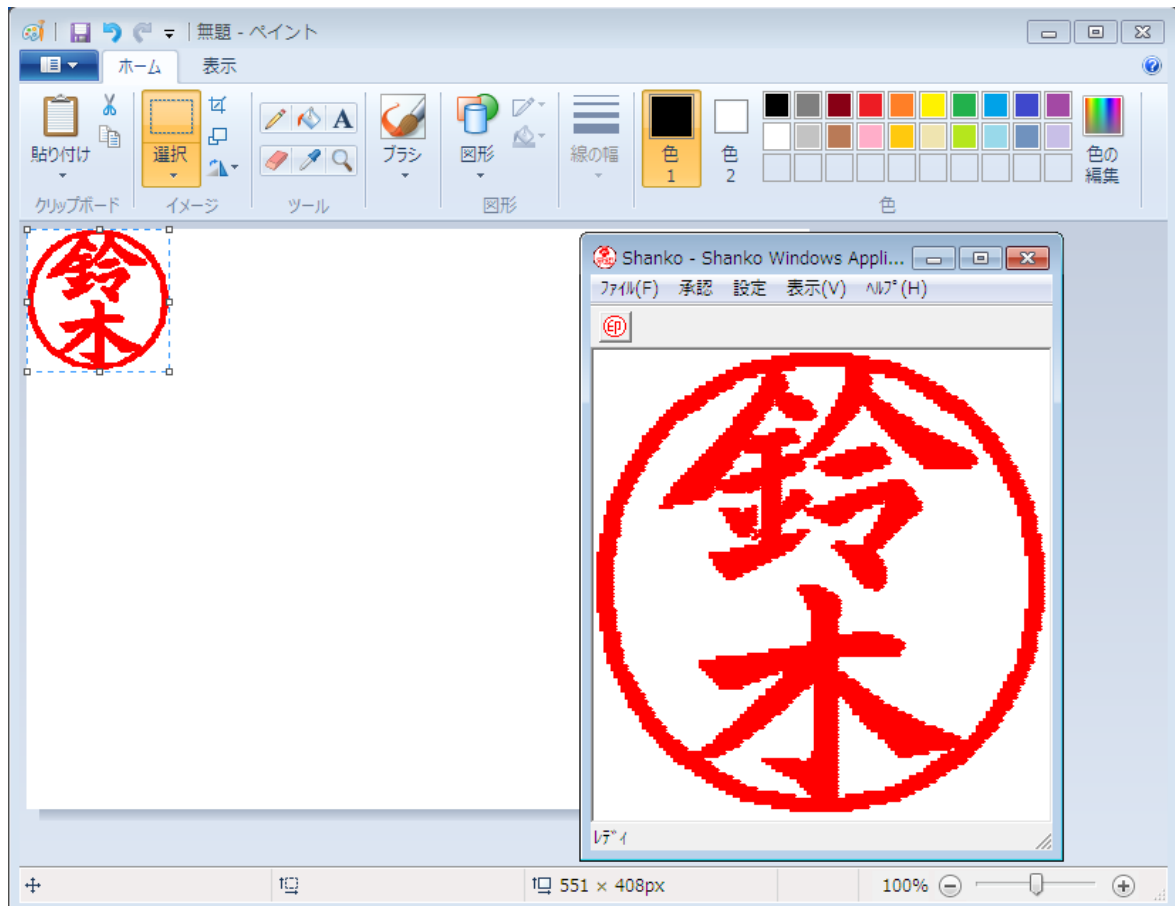 無題 - ペイント
ホーム 表示
貼り付け
選択
A
ブラシ
図形
線の幅
色
1
色
2
色の
編集
クリップボード
イメージ
ツール
図形
色
鈴
木
Shanko - Shanko Windows Appli...
ファイル(F) 承認 設定 表示(V) ヘルプ(H)
印
鈴
木
レディ
551 × 408px
100%